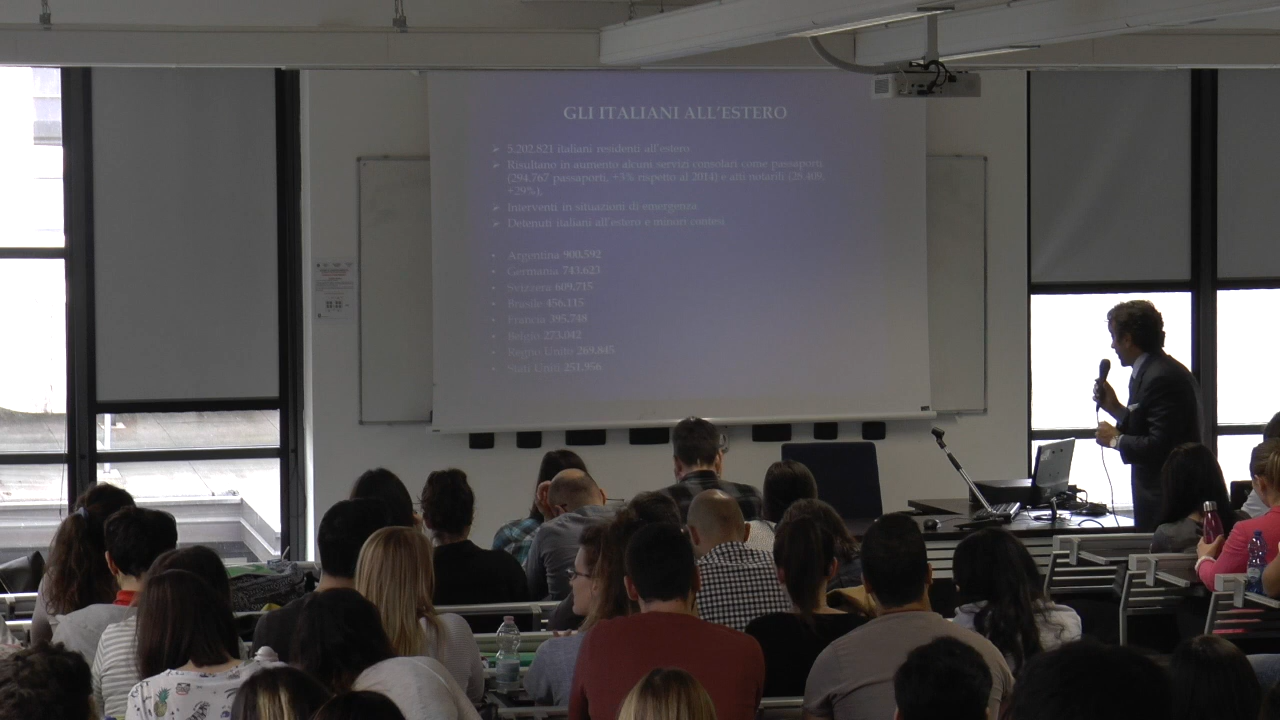 GLI ITALIANI ALL'ESTERO
➢ 5.202.821 italiani residenti all'estero
➢ Risultano in aumento alcuni servizi consolari come passaporti
(294.767 passaporti, +3% rispetto al 2014) e atti notarili (26.400,
+29%),
➢ Interventi in situazioni di emergenza
➢ Detenuti italiani all'estero e minori contesi
• Argentina 900.592
• Germania 743.623
• Svizzera 609.715
• Brasile 456.115
• Francia 395.748
• Belgio 273.042
• Regno Unito 269.845
• Stati Uniti 251.956